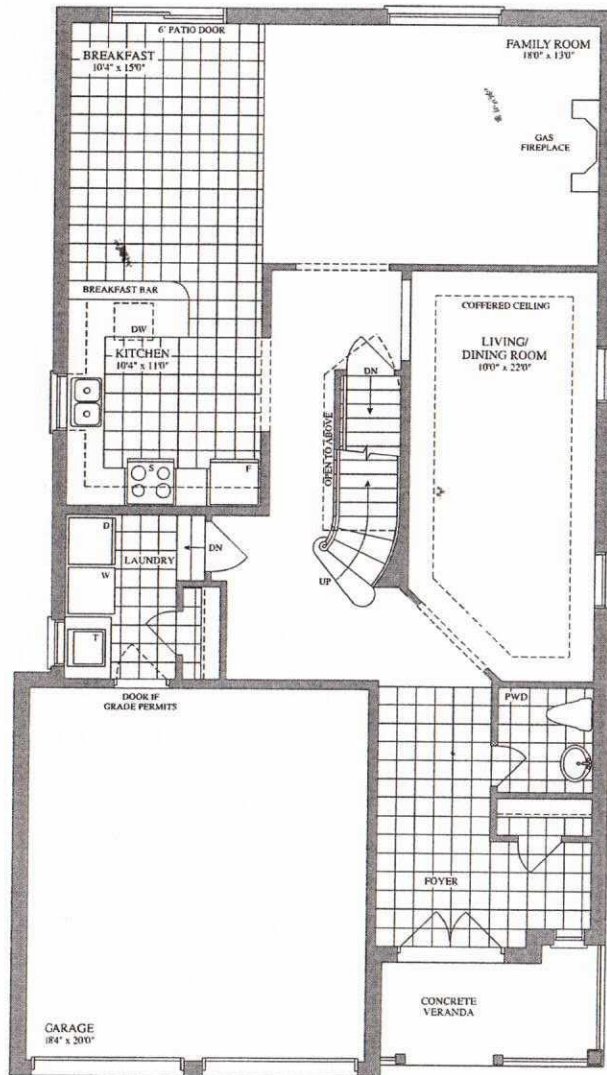 6' PATIO DOOR
BREAKFAST
10'4" x 15'0"
FAMILY ROOM
18'0" x 13'0"
GAS
FIREPLACE
BREAKFAST BAR
DW
KITCHEN
10'4" x 11'0"
S
F
COFFERED CEILING
LIVING/
DINING ROOM
10'0" x 22'0"
DN
OPEN TO ABOVE
UP
D
W
T
LAUNDRY
DN
DOOR IF
GRADE PERMITS
PWD
FOYER
CONCRETE
VERANDA
GARAGE
18'4" x 20'0"